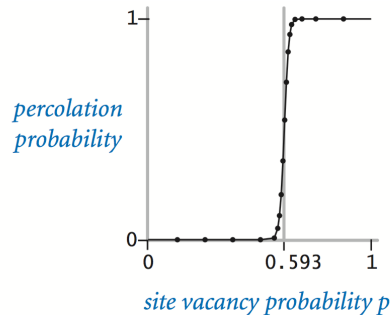 1
percolation
probability
0
0 0.593 1
site vacancy probability p